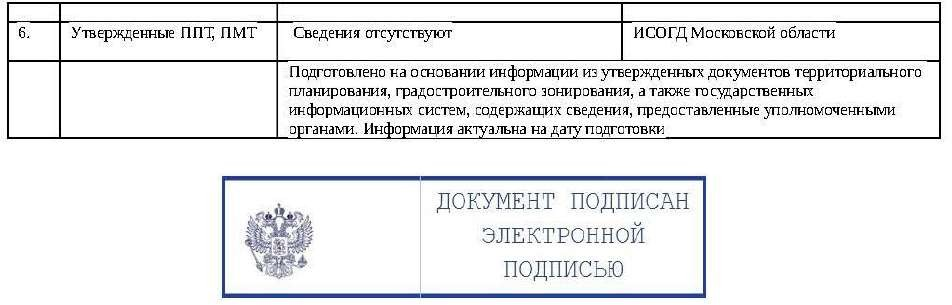 6. Утвержденные ППТ, ПМТ Сведения отсутствуют ИСОГД Московской области
Подготовлено на основании информации из утвержденных документов территориального
планирования, градостроительного зонирования, а также государственных
информационных систем, содержащих сведения, предоставленные уполномоченными
органами. Информация актуальна на дату подготовки
ДОКУМЕНТ ПОДПИСАН
ЭЛЕКТРОННОЙ
ПОДПИСЬЮ